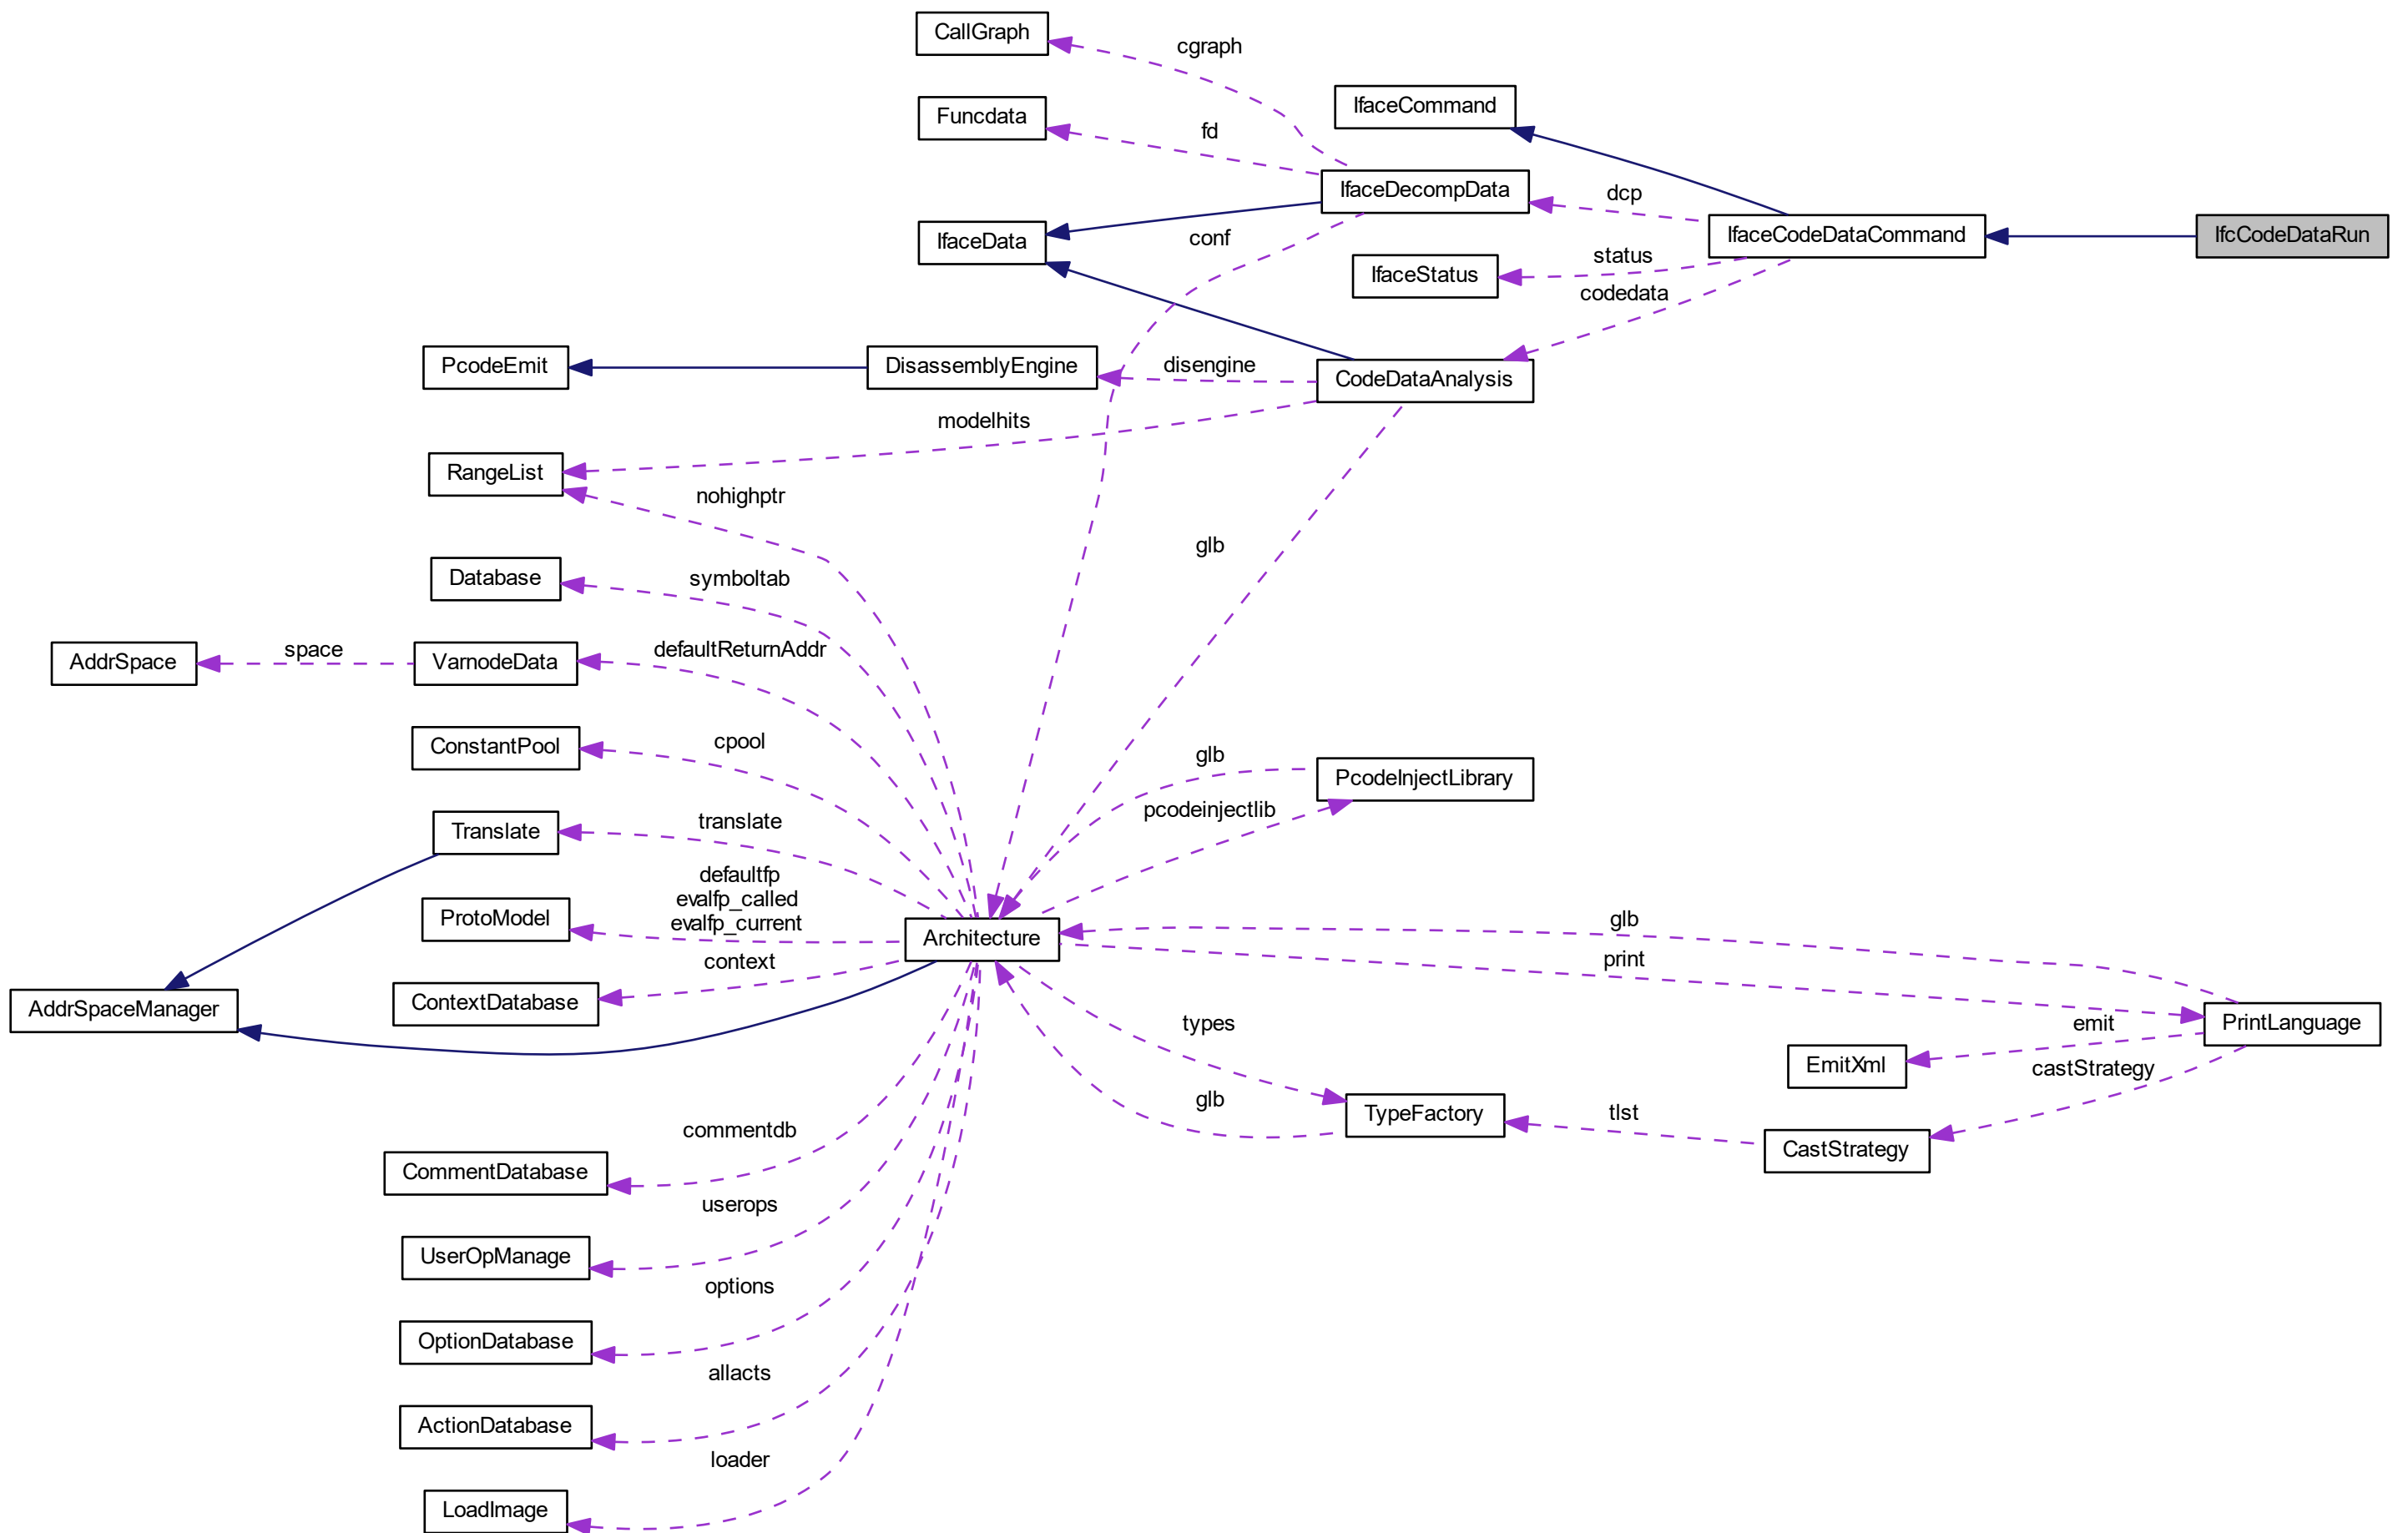 CallGraph
cgraph
IfaceCommand
Funcdata
fd
IfaceDecompData
dcp
IfaceData
conf
IfaceCodeDataCommand
IfcCodeDataRun
status
IfaceStatus
codedata
PcodeEmit
DisassemblyEngine
disengine
CodeDataAnalysis
modelhits
RangeList
nohighptr
glb
Database
symboltab
AddrSpace
space
VarnodeData
defaultReturnAddr
ConstantPool
cpool
glb
PcodeInjectLibrary
pcodeinjectlib
Translate
translate
defaultfp
evalfp_called
evalfp_current
ProtoModel
Architecture
glb
print
context
AddrSpaceManager
ContextDatabase
types
emit
PrintLanguage
EmitXml
castStrategy
glb
TypeFactory
tlst
CastStrategy
commentdb
CommentDatabase
userops
UserOpManage
options
OptionDatabase
allacts
ActionDatabase
loader
LoadImage